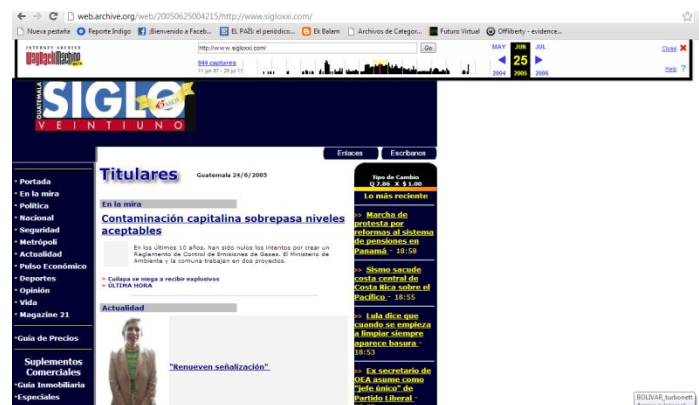 web.archive.org/web/20050625004215/http://www.sigloxxi.com/
Nueva pestaña Reporte Indigo ¡Bienvenido a Faceb... EL PAÍS: el periódico... Ek Balam Archivos de Categor... Futuro Virtual Offliberty - evidence...
INTERNET ARCHIVE
WayBackMachine
http://www.sigloxxi.com/
Go
MAY JUN JUL
Close
944 captures
25
2004 2005 2006
Help
GUATEMALA
SIGLO
45 AÑOS
VEINTIUNO
Enlaces Escríbanos
Titulares
Guatemala 24/6/2005
Tipo de Cambio
Q 7.86 X $ 1.00
Lo más reciente
Portada
En la mira
Política
Nacional
Seguridad
Metrópoli
Actualidad
Pulso Económico
Deportes
Opinión
Vida
Magazine 21
Guía de Precios
Suplementos
Comerciales
Guía Inmobiliaria
Especiales
En la mira
Contaminación capitalina sobrepasa niveles
aceptables
En los últimos 10 años, han sido nulos los intentos por crear un
Reglamento de Control de Emisiones de Gases. El Ministerio de
Ambiente y la comuna trabajan en dos proyectos.
Cuilapa se niega a recibir explosivos
ÚLTIMA HORA
Actualidad
"Renueven señalización"
>> Marcha de
protesta por
reformas al sistema
de pensiones en
Panamá - 18:58
>> Sismo sacude
costa central de
Costa Rica sobre el
Pacífico - 18:55
>> Lula dice que
cuando se empieza
a limpiar siempre
aparece basura -
18:53
>> Ex secretario de
OEA asume como
"jefe único" de
Partido Liberal -
BOLIVAR_turbonett